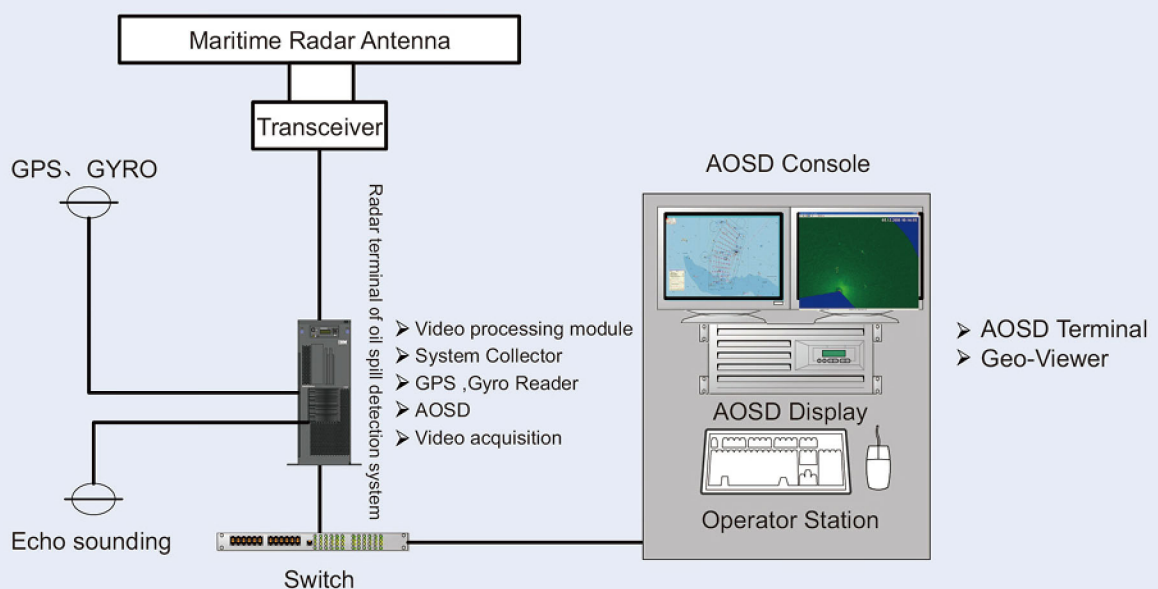 Maritime Radar Antenna
Transceiver
GPS、GYRO
Radar terminal of oil spill detection system
➢ Video processing module
➢ System Collector
➢ GPS ,Gyro Reader
➢ AOSD
➢ Video acquisition
Echo sounding
Switch
AOSD Console
AOSD Display
Operator Station
➢ AOSD Terminal
➢ Geo-Viewer